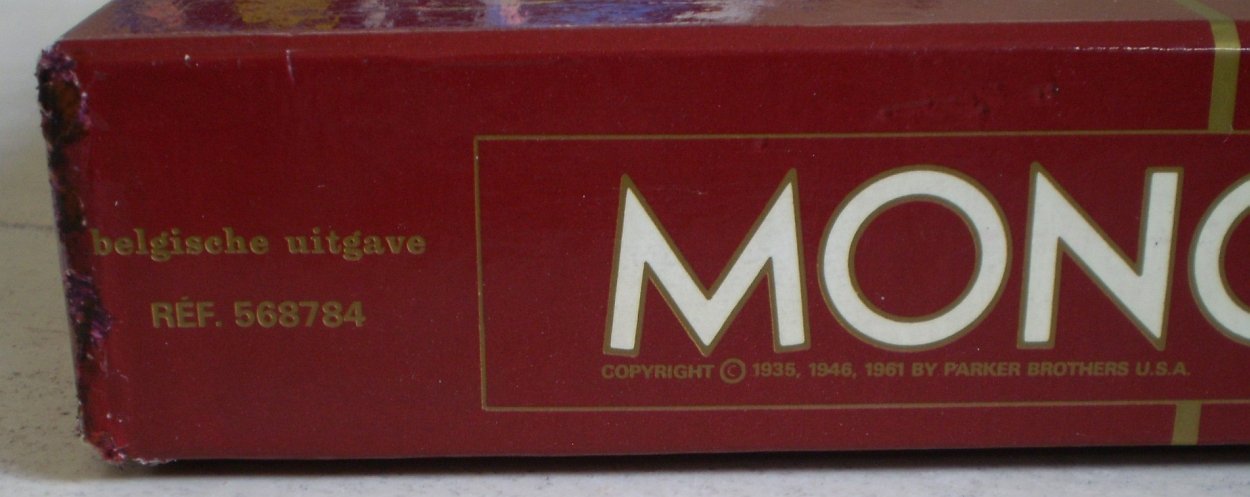 belgische uitgave
RÉF. 568784
MONO
COPYRIGHT © 1935, 1946, 1961 BY PARKER BROTHERS U.S.A.